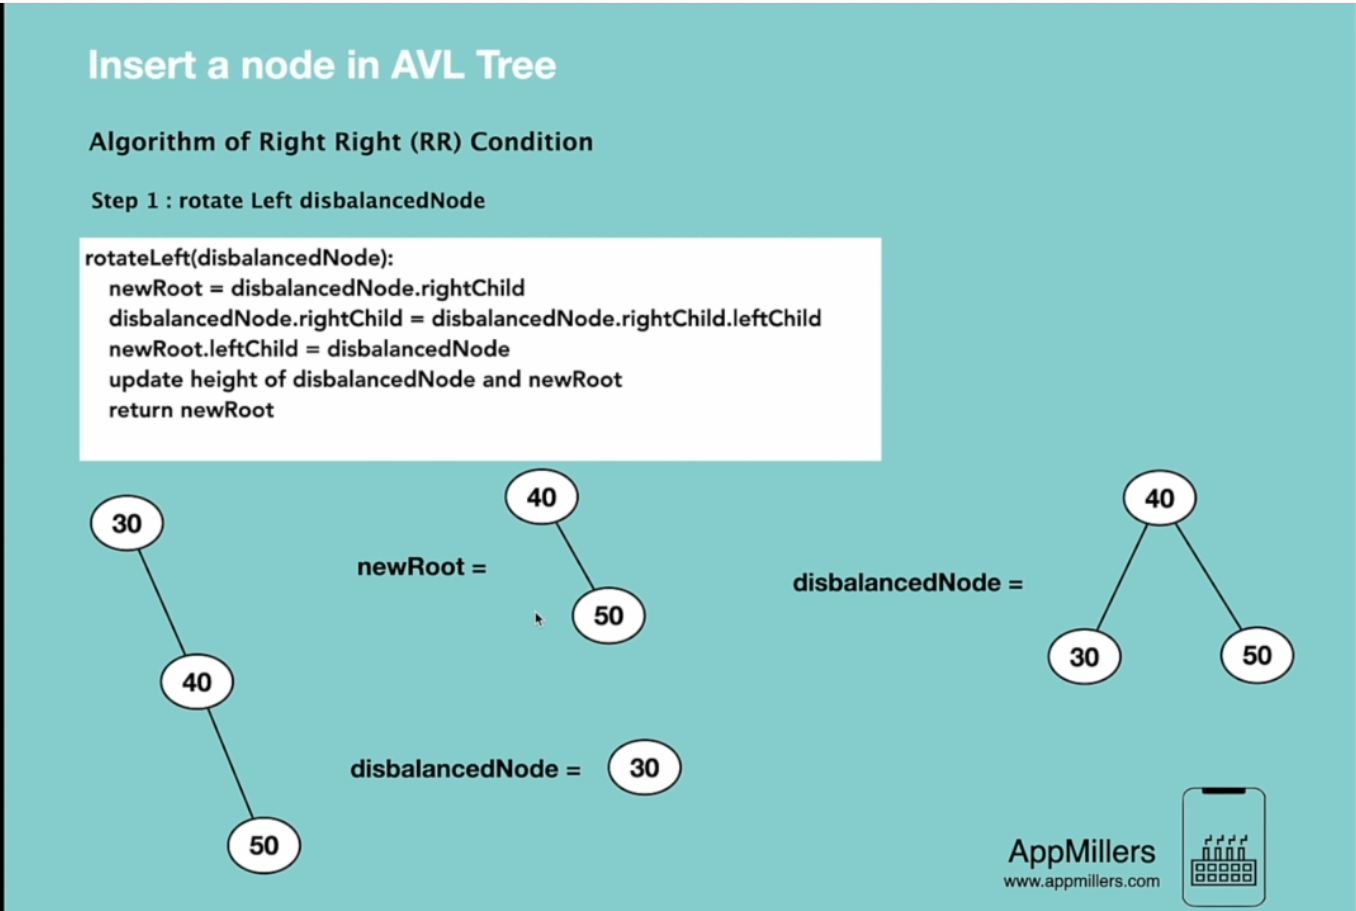 Insert a node in AVL Tree
Algorithm of Right Right (RR) Condition
Step 1 : rotate Left disbalancedNode
rotateLeft(disbalancedNode):
newRoot = disbalancedNode.rightChild
disbalancedNode.rightChild = disbalancedNode.rightChild.leftChild
newRoot.leftChild = disbalancedNode
update height of disbalancedNode and newRoot
return newRoot
30
40
50
newRoot =
40
50
disbalancedNode =
30
disbalancedNode =
40
30
50
AppMillers
www.appmillers.com